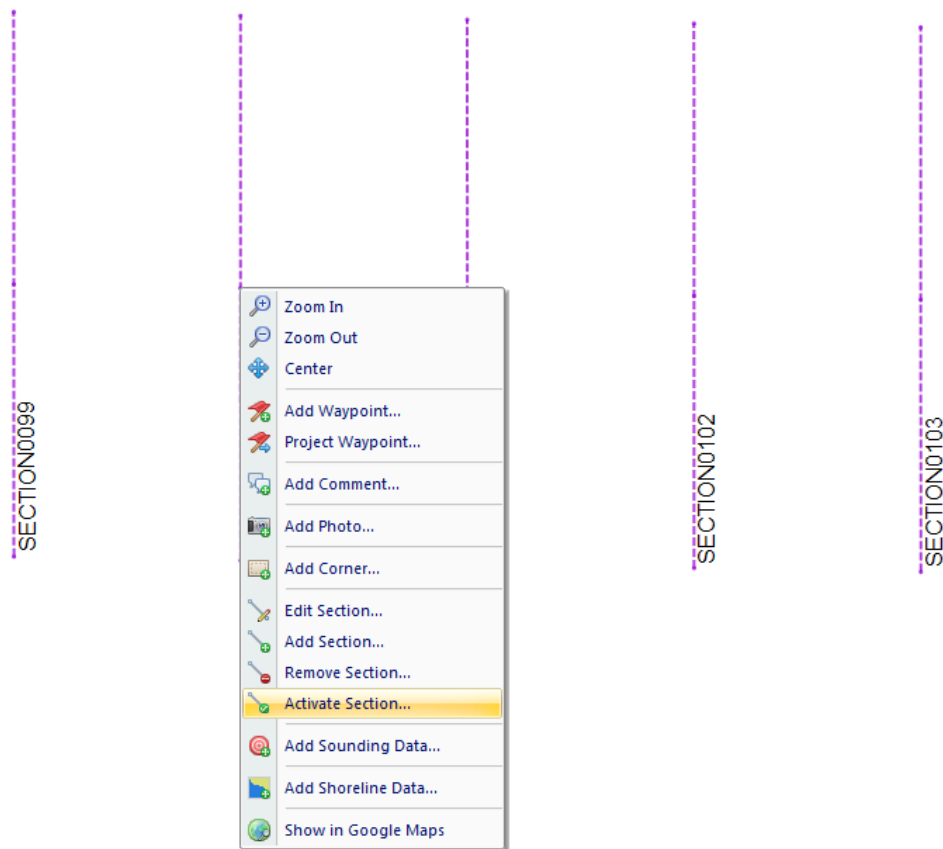 SECTION0099
Zoom In
Zoom Out
Center
Add Waypoint...
Project Waypoint...
Add Comment...
Add Photo...
Add Corner...
Edit Section...
Add Section...
Remove Section...
Activate Section...
Add Sounding Data...
Add Shoreline Data...
Show in Google Maps
SECTION0102
SECTION0103